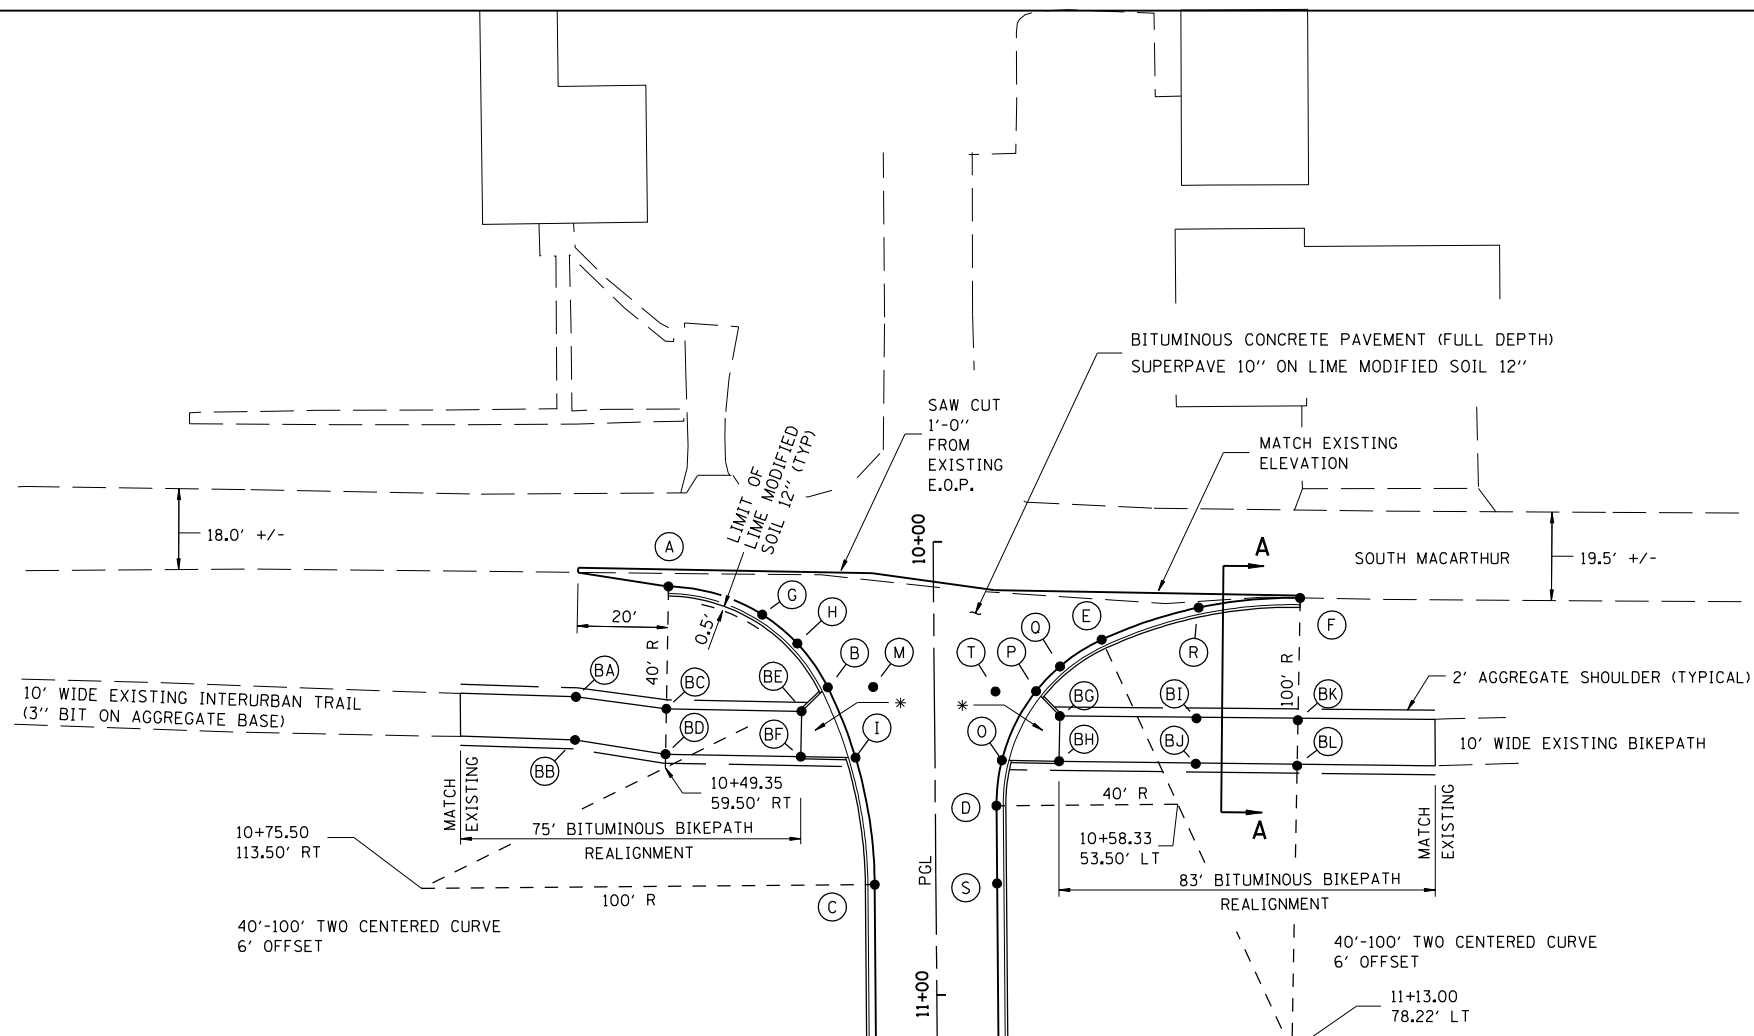 BITUMINOUS CONCRETE PAVEMENT (FULL DEPTH)
SUPERPAVE 10'' ON LIME MODIFIED SOIL 12''
SAW CUT
1'-0''
FROM
EXISTING
E.O.P.
MATCH EXISTING
ELEVATION
LIMIT OF
LIME MODIFIED
SOIL 12'' (TYP)
18.0' +/-
10+00
A
SOUTH MACARTHUR
19.5' +/-
A
G
H
E
F
20'
0.5'
40' R
Q
R
100' R
BA
BC
BE
B
M
T
P
BG
BI
BK
2' AGGREGATE SHOULDER (TYPICAL)
10' WIDE EXISTING INTERURBAN TRAIL
(3'' BIT ON AGGREGATE BASE)
*
*
BD
BF
I
O
BH
BJ
BL
10' WIDE EXISTING BIKEPATH
BB
10+49.35
59.50' RT
40' R
D
MATCH
EXISTING
75' BITUMINOUS BIKEPATH
REALIGNMENT
10+75.50
113.50' RT
10+58.33
53.50' LT
A
MATCH
EXISTING
PGL
S
83' BITUMINOUS BIKEPATH
REALIGNMENT
100' R
C
40'-100' TWO CENTERED CURVE
6' OFFSET
40'-100' TWO CENTERED CURVE
6' OFFSET
11+00
11+13.00
78.22' LT